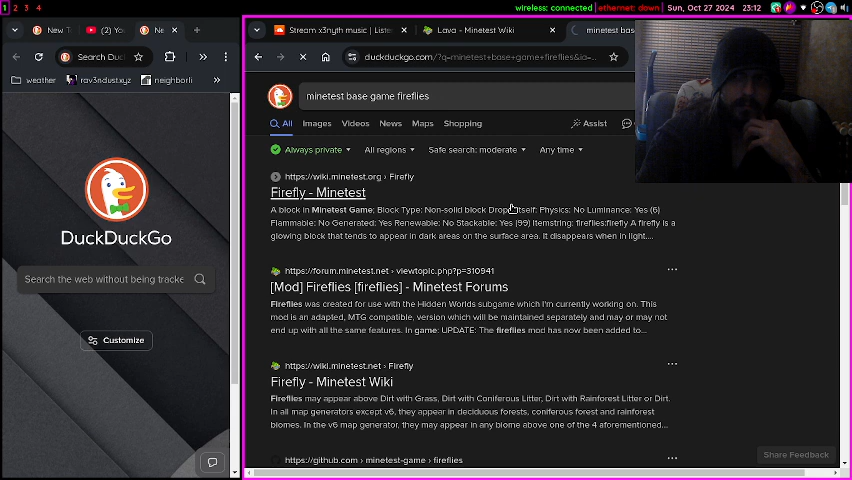 1 2 3 4
wireless: connected ethernet: down Sun, Oct 27 2024 23:12
New T
(1) Yo
Ne
Search Duck
weather
rav3ndust.xyz
neighborli
DuckDuckGo
Search the web without being tracke
Customize
Stream x3nyth music | Liste
Lava - Minetest Wiki
minetest bas
duckduckgo.com/?q=minetest+base+game+fireflies&ia=
minetest base game fireflies
All Images Videos News Maps Shopping Assist
Always private All regions Safe search: moderate Any time
https://wiki.minetest.org › Firefly
Firefly - Minetest
A block in Minetest Game; Block Type: Non-solid block Drops: Itself: Physics: No Luminance: Yes (6)
Flammable: No Generated: Yes Renewable: No Stackable: Yes (99) Itemstring: fireflies:firefly A firefly is a
glowing block that tends to appear in dark areas on the surface area. It disappears when in light....
https://forum.minetest.net › viewtopic.php?p=310941
[Mod] Fireflies [fireflies] - Minetest Forums
Fireflies was created for use with the Hidden Worlds subgame which I'm currently working on. This
mod is an adapted, MTG compatible, version which will be maintained separately and may or may not
end up with all the same features. In game: UPDATE: The fireflies mod has now been added to...
https://wiki.minetest.net › Firefly
Firefly - Minetest Wiki
Fireflies may appear above Dirt with Grass, Dirt with Coniferous Litter, Dirt with Rainforest Litter or Dirt.
In all map generators except v6, they appear in deciduous forests, coniferous forest and rainforest
biomes. In the v6 map generator, they may appear in any biome above one of the 4 aforementioned...
https://github.com › minetest-game › fireflies
Share Feedback